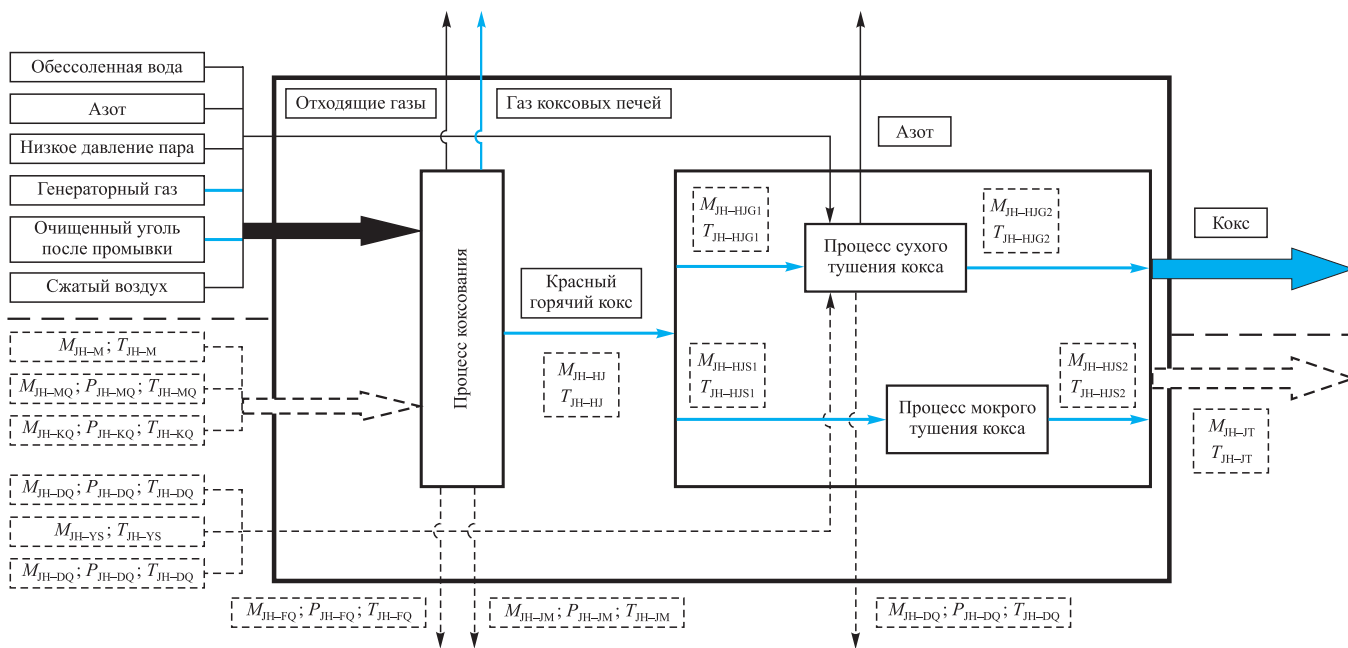 Обессоленная вода
Азот
Низкое давление пара
Генераторный газ
Очищенный уголь
после промывки
Сжатый воздух
Отходящие газы
Газ коксовых печей
Азот
Процесс коксования
Красный
горячий кокс
M_JH–HJ
T_JH–HJ
M_JH–HJG1
T_JH–HJG1
Процесс сухого
тушения кокса
M_JH–HJG2
T_JH–HJG2
M_JH–HJS1
T_JH–HJS1
Процесс мокрого
тушения кокса
M_JH–HJS2
T_JH–HJS2
Кокс
M_JH–JT
T_JH–JT
M_JH–M; T_JH–M
M_JH–MQ; P_JH–MQ; T_JH–MQ
M_JH–KQ; P_JH–KQ; T_JH–KQ
M_JH–DQ; P_JH–DQ; T_JH–DQ
M_JH–YS; T_JH–YS
M_JH–DQ; P_JH–DQ; T_JH–DQ
M_JH–FQ; P_JH–FQ; T_JH–FQ
M_JH–JM; P_JH–JM; T_JH–JM
M_JH–DQ; P_JH–DQ; T_JH–DQ